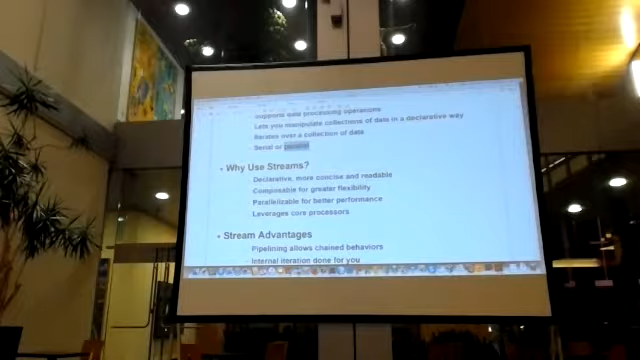 Supports data processing operations
Lets you manipulate collections of data in a declarative way
Iterates over a collection of data
Serial or parallel
• Why Use Streams?
Declarative, more concise and readable
Composable for greater flexibility
Parallelizable for better performance
Leverages core processors
• Stream Advantages
Pipelining allows chained behaviors
Internal iteration done for you